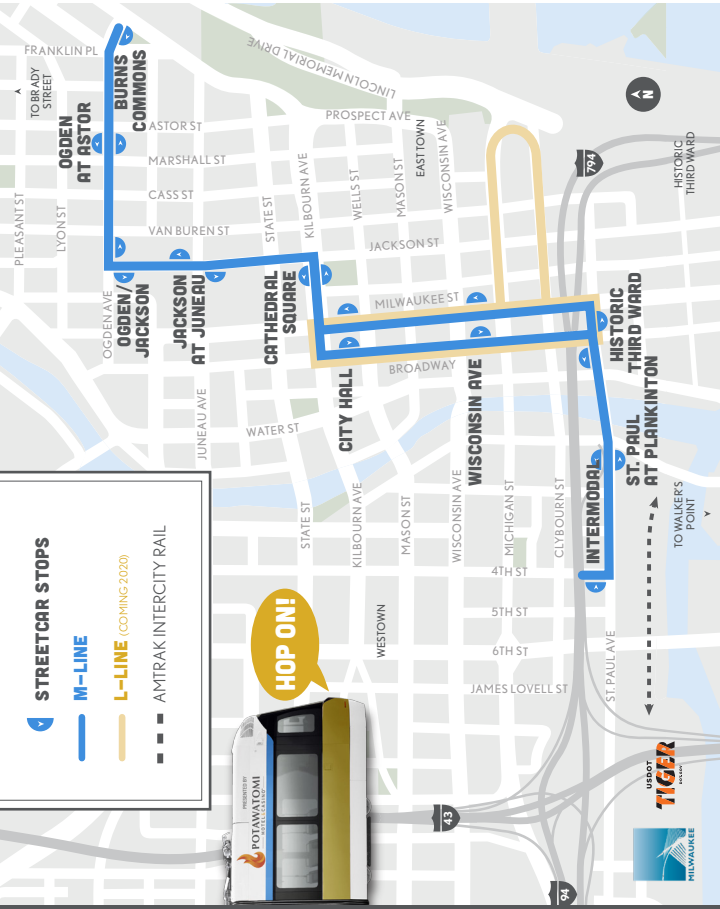 FRANKLIN PL
TO BRADY
STREET
BURNS
COMMONS
OGDEN
AT ASTOR
ASTOR ST
MARSHALL ST
CASS ST
VAN BUREN ST
PLEASANT ST
LYON ST
OGDEN AVE
OGDEN/
JACKSON
JACKSON
AT JUNEAU
JUNEAU AVE
STATE ST
KILBOURN AVE
CATHEDRAL
SQUARE
LINCOLN MEMORIAL DRIVE
PROSPECT AVE
EAST TOWN
WELLS ST
MASON ST
WISCONSIN AVE
JACKSON ST
MILWAUKEE ST
BROADWAY
WATER ST
CITY HALL
WISCONSIN AVE
N
794
HISTORIC
THIRD WARD
HISTORIC
THIRD WARD
ST. PAUL
AT PLANKINTON
INTERMODAL
STATE ST
KILBOURN AVE
MASON ST
WISCONSIN AVE
MICHIGAN ST
CLYBOURN ST
4TH ST
5TH ST
6TH ST
JAMES LOVELL ST
ST. PAUL AVE
WESTOWN
TO WALKER'S
POINT
STREETCAR STOPS
M-LINE
L-LINE (COMING 2020)
AMTRAK INTERCITY RAIL
HOP ON!
PRESENTED BY
POTAWATOMI
HOTEL & CASINO
43
94
USDOT
TIGER
MILWAUKEE